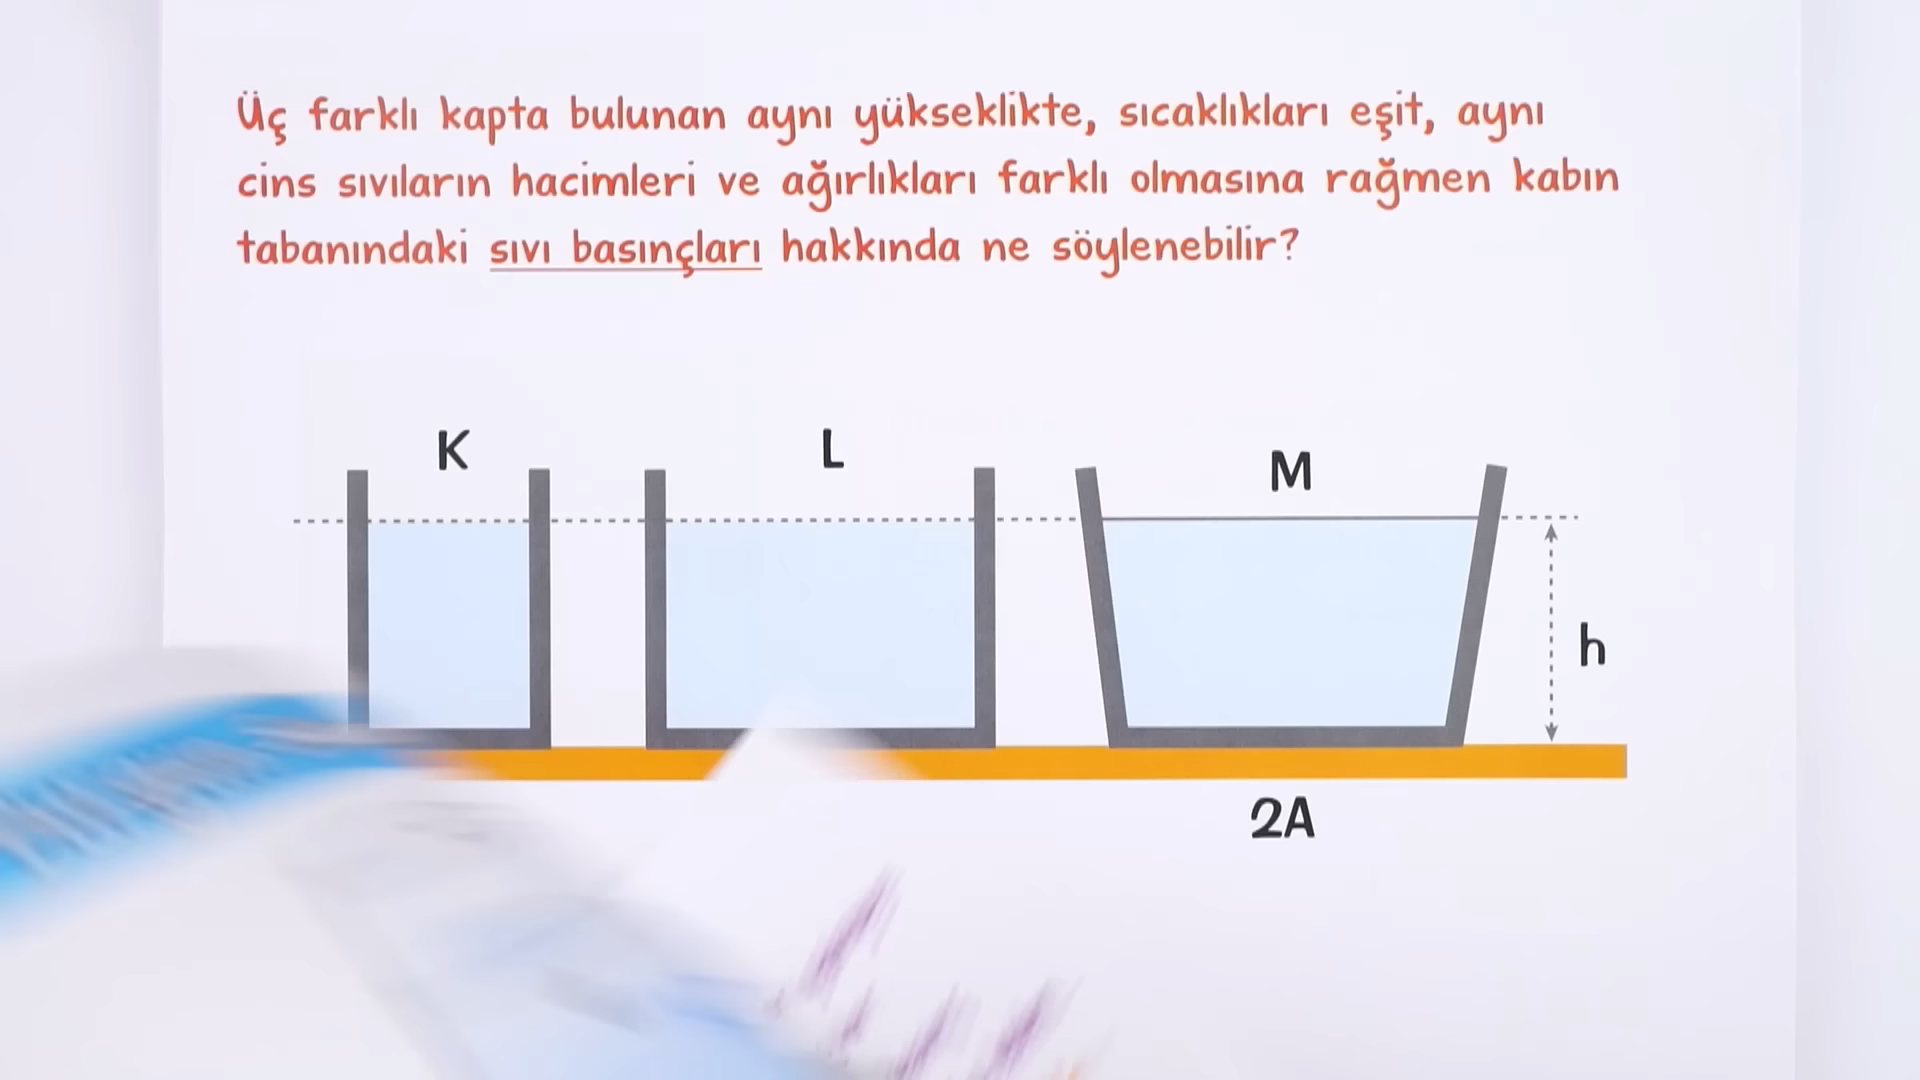 Üç farklı kapta bulunan aynı yükseklikte, sıcaklıkları eşit, aynı
cins sıvıların hacimleri ve ağırlıkları farklı olmasına rağmen kabın
tabanındaki sıvı basınçları hakkında ne söylenebilir?
K
L
M
h
2A